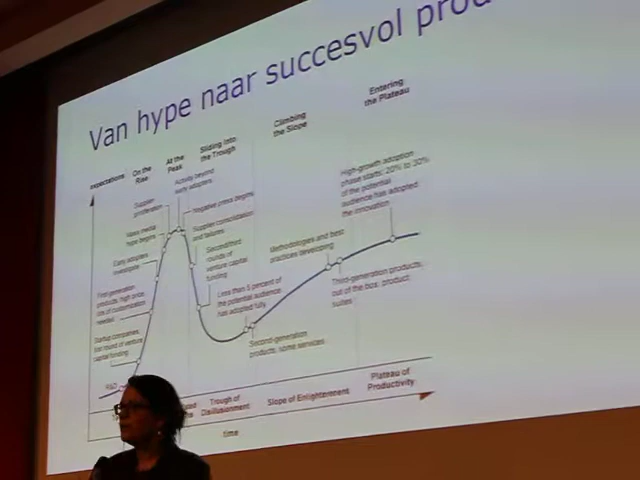 Van hype naar succesvol
expectations
On the
Rise
At the
Peak
Sliding Into
the Trough
Climbing
the Slope
Entering
the Plateau
Activity beyond
early adopters
Supplier
proliferation
Mass media
hype begins
Early adopters
investigate
First-generation
products, high price,
lots of customization
needed
Startup companies,
first round of venture
capital funding
R&D
Negative press begins
Supplier consolidation
and failures
Second/third
rounds of
venture capital
funding
Less than 5 percent of
the potential audience
has adopted fully
Second-generation
products, some services
Methodologies and best
practices developing
Third-generation products,
out of the box, product
suites
High-growth adoption
phase starts: 20% to 30%
of the potential
audience has adopted
the innovation
Trough of
Disillusionment
Slope of Enlightenment
Plateau of
Productivity
time